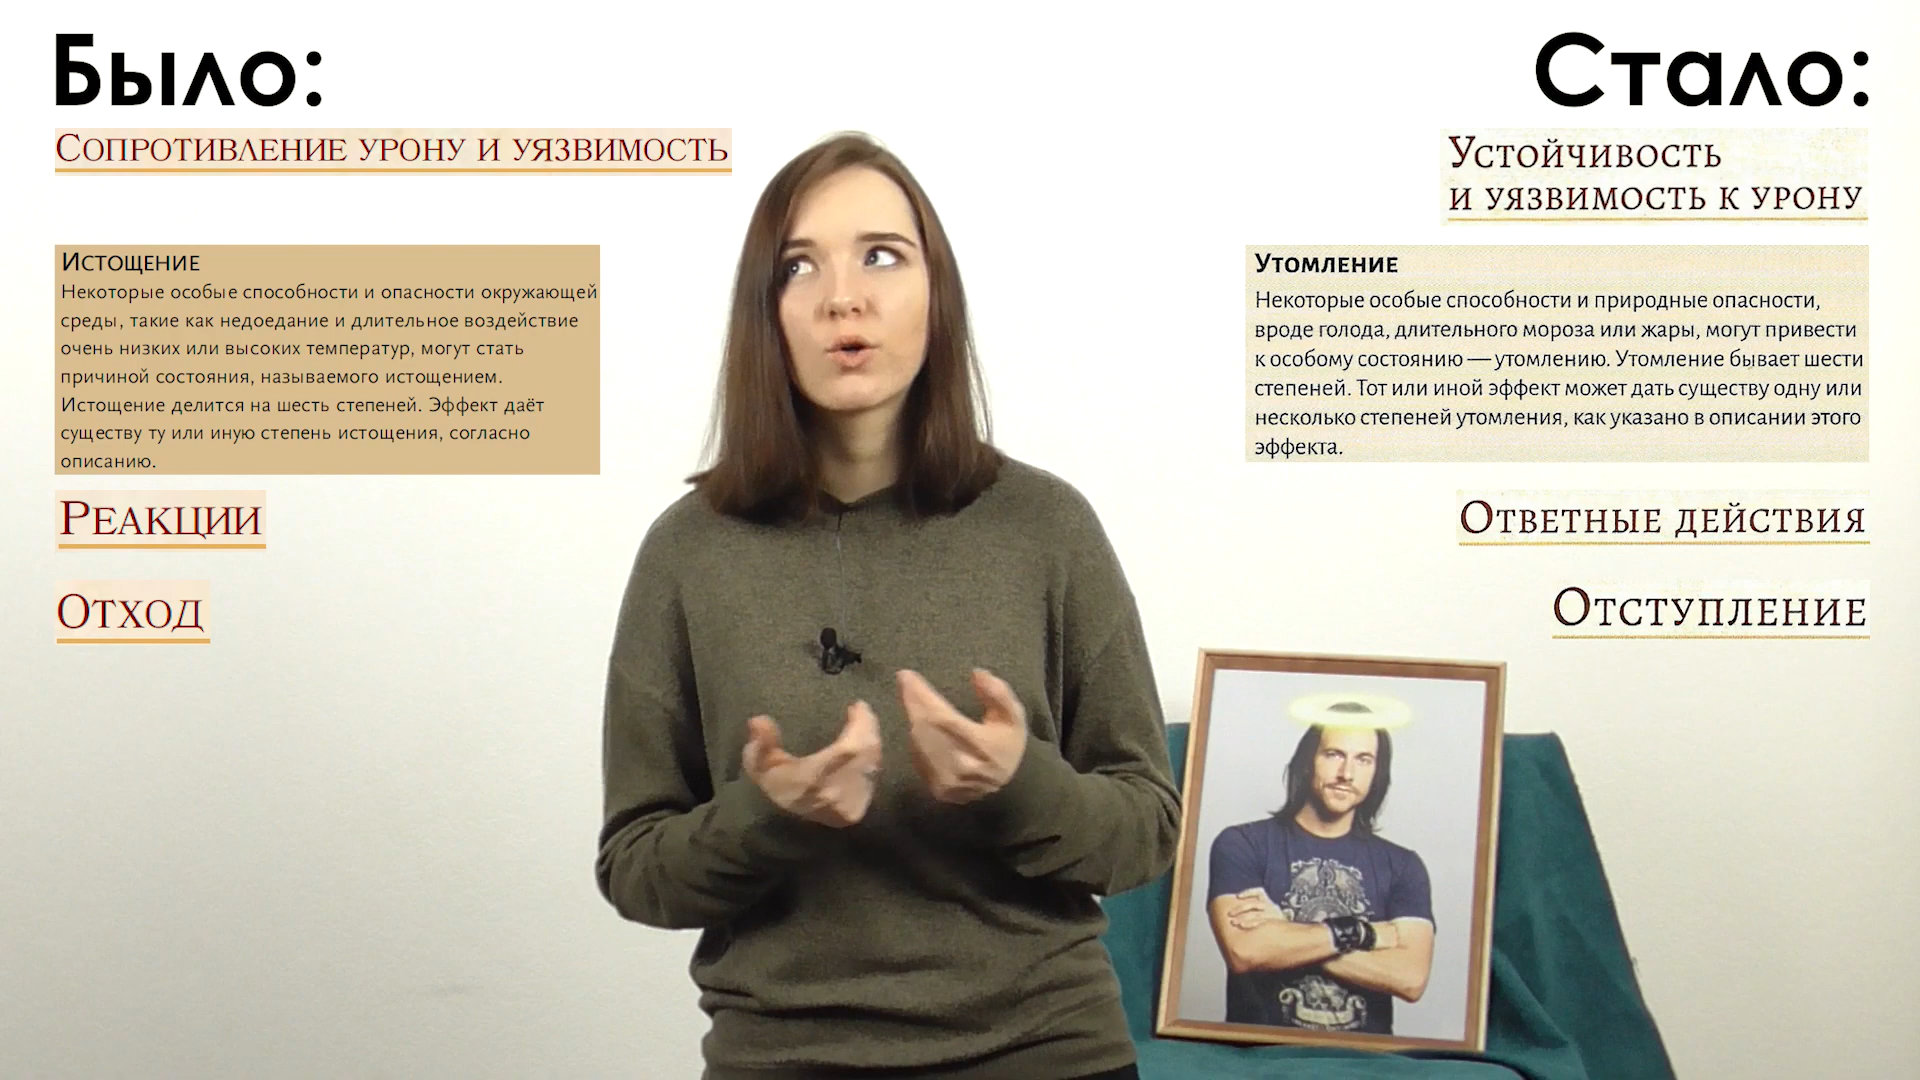 Было:
Сопротивление урону и уязвимость
Истощение
Некоторые особые способности и опасности окружающей
среды, такие как недоедание и длительное воздействие
очень низких или высоких температур, могут стать
причиной состояния, называемого истощением.
Истощение делится на шесть степеней. Эффект даёт
существу ту или иную степень истощения, согласно
описанию.
Реакции
Отход
Стало:
Устойчивость
и уязвимость к урону
Утомление
Некоторые особые способности и природные опасности,
вроде голода, длительного мороза или жары, могут привести
к особому состоянию — утомлению. Утомление бывает шести
степеней. Тот или иной эффект может дать существу одну или
несколько степеней утомления, как указано в описании этого
эффекта.
Ответные действия
Отступление